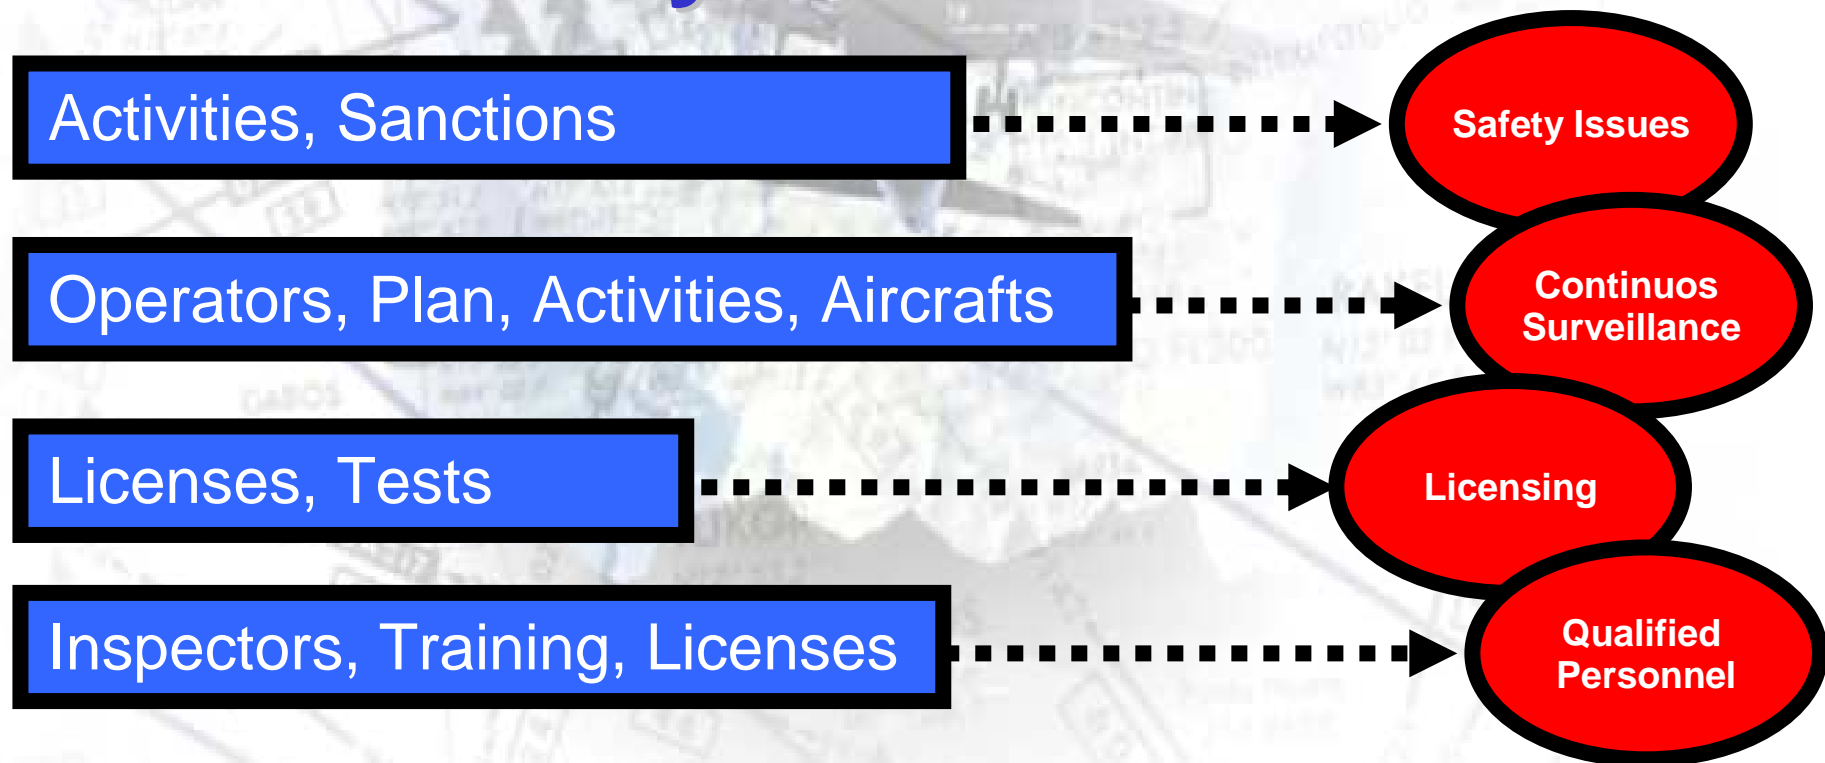 Activities, Sanctions
Safety Issues
Operators, Plan, Activities, Aircrafts
Continuos
Surveillance
Licenses, Tests
Licensing
Inspectors, Training, Licenses
Qualified
Personnel